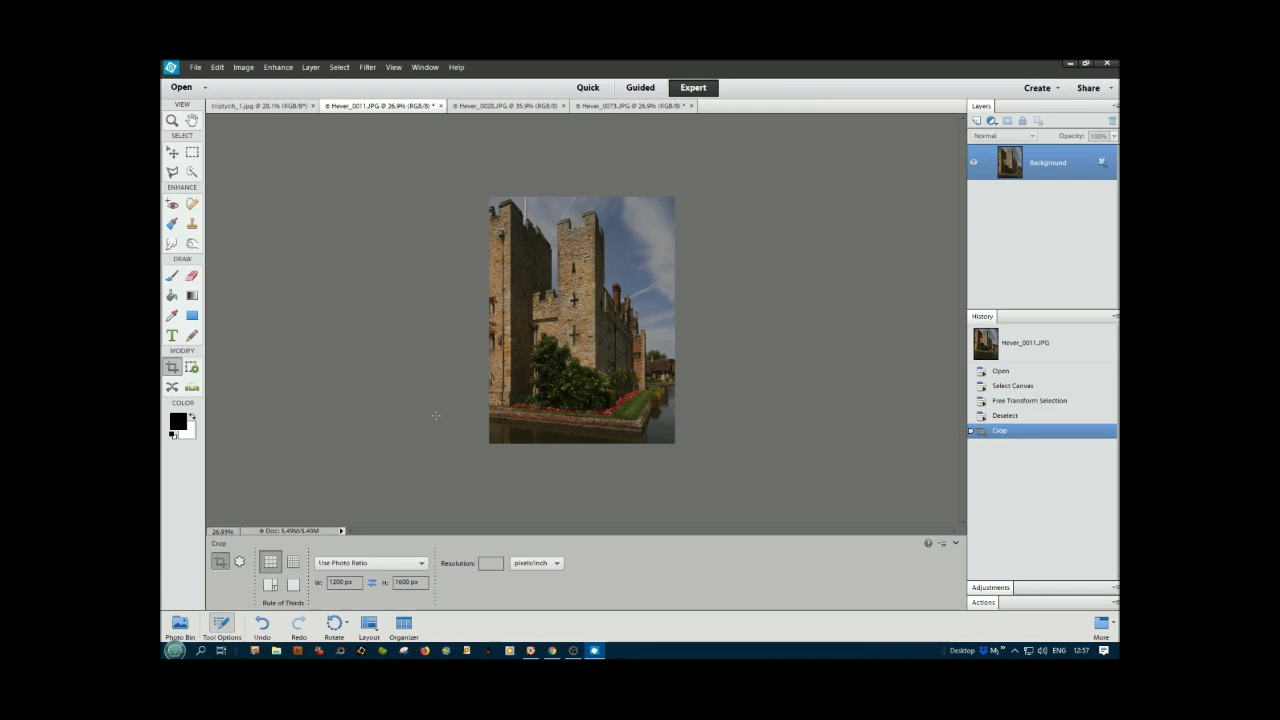 File Edit Image Enhance Layer Select Filter View Window Help
Open Quick Guided Expert Create Share
VIEW
triptych_1.jpg @ 28.1% (RGB/8*) ×
Hever_0011.JPG @ 26.9% (RGB/8) * ×
Hever_0028.JPG @ 35.9% (RGB/8) ×
Hever_0073.JPG @ 26.9% (RGB/8) * ×
Layers
Normal Opacity: 100%
SELECT
Background
ENHANCE
DRAW
T
MODIFY
COLOR
History
Hever_0011.JPG
Open
Select Canvas
Free Transform Selection
Deselect
Crop
26.93% Doc: 5.49M/5.49M
Crop
Use Photo Ratio Resolution: pixels/inch
W: 1200 px H: 1600 px
Rule of Thirds
Adjustments
Actions
Photo Bin Tool Options Undo Redo Rotate Layout Organizer More
Desktop ENG 12:57